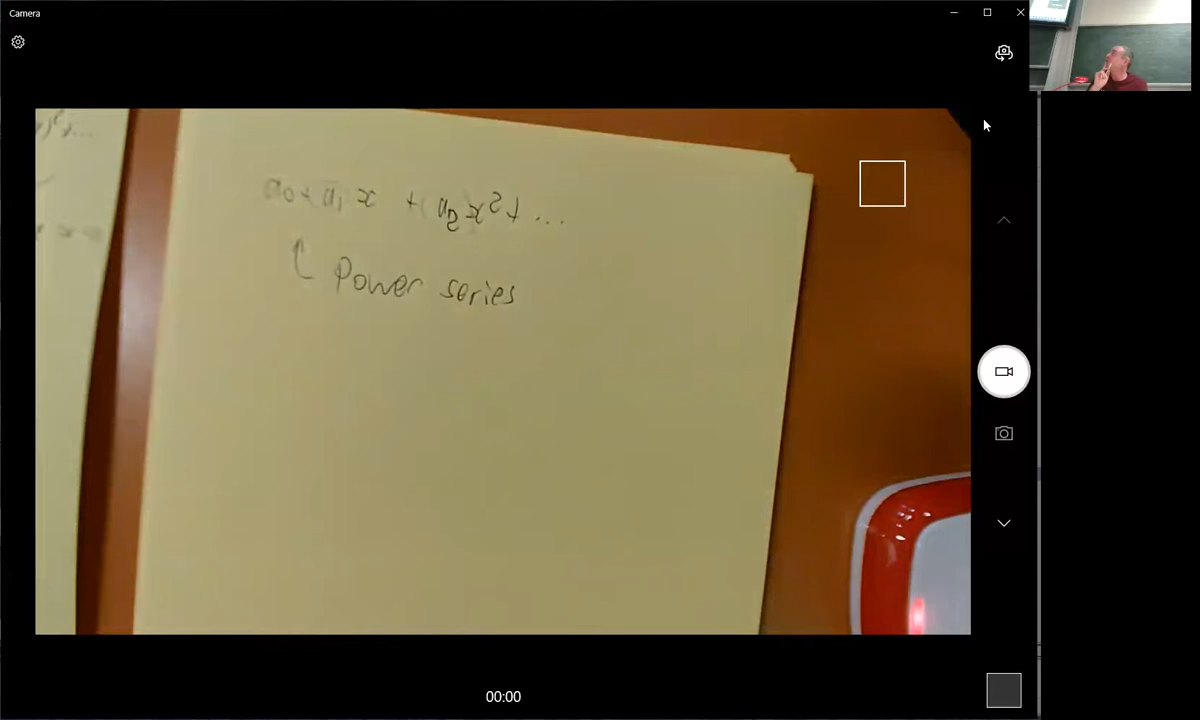 Camera
a₀ + a₁ x + a₂ x² + ...
Power series
00:00